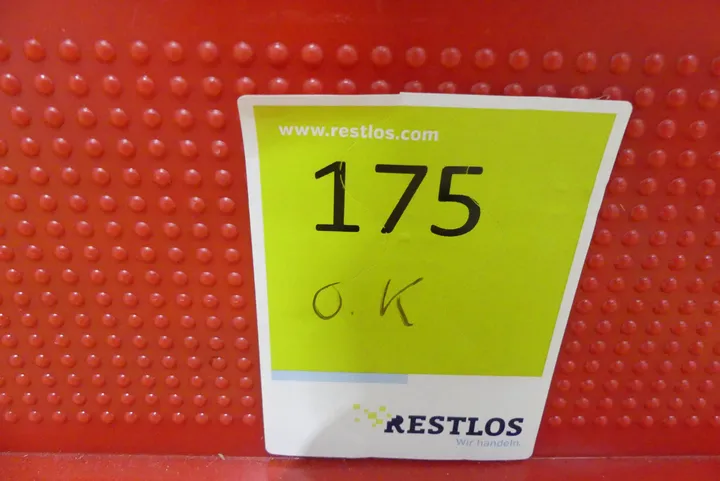 www.restlos.com
175
O.K
RESTLOS
Wir handeln.